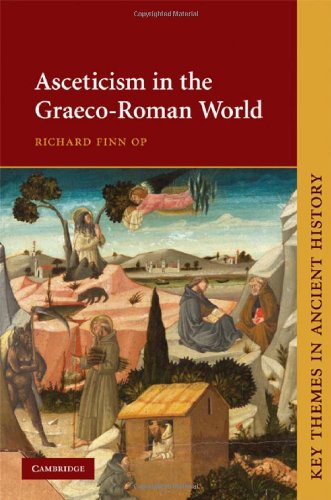 Asceticism in the
Graeco-Roman World
RICHARD FINN OP
KEY THEMES IN ANCIENT HISTORY
CAMBRIDGE